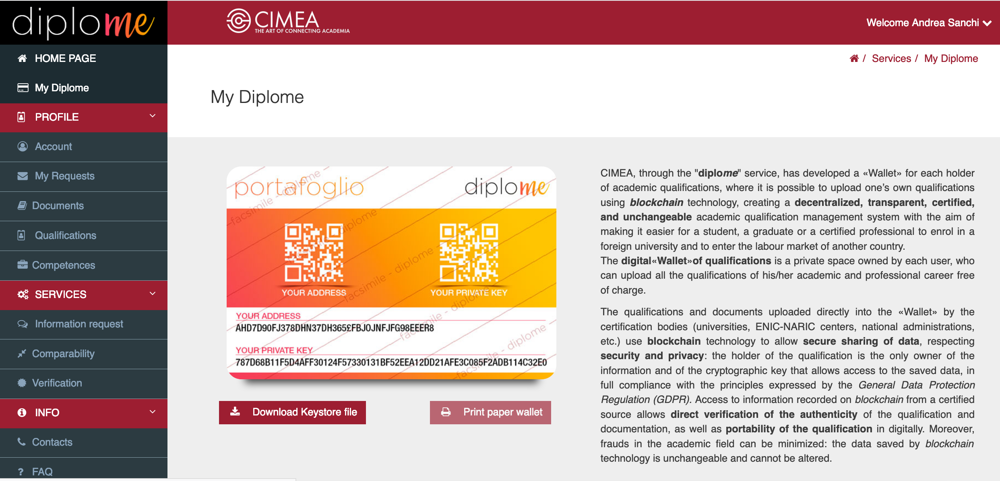 diplome
CIMEA
THE ART OF CONNECTING ACADEMIA
Welcome Andrea Sanchi
HOME PAGE
My Diplome
PROFILE
Account
My Requests
Documents
Qualifications
Competences
SERVICES
Information request
Comparability
Verification
INFO
Contacts
? FAQ
/ Services / My Diplome
My Diplome
portafoglio
diplome
facsimile - diplome
facsimile - diplome
facsimile - diplome
facsimile - diplome
facsimile - diplome
YOUR ADDRESS
YOUR PRIVATE KEY
YOUR ADDRESS
AHD7D90FJ378DHN37DH365£FBJOJNFJFG98EEER8
YOUR PRIVATE KEY
787D68B11F5D4AFF30124F57330131BF52EEA12DD21AFE3C085F2ADB114C32E0
Download Keystore file
Print paper wallet
CIMEA, through the "diplome" service, has developed a «Wallet» for each holder
of academic qualifications, where it is possible to upload one’s own qualifications
using blockchain technology, creating a decentralized, transparent, certified,
and unchangeable academic qualification management system with the aim of
making it easier for a student, a graduate or a certified professional to enrol in a
foreign university and to enter the labour market of another country.
The digital«Wallet»of qualifications is a private space owned by each user, who
can upload all the qualifications of his/her academic and professional career free
of charge.
The qualifications and documents uploaded directly into the «Wallet» by the
certification bodies (universities, ENIC-NARIC centers, national administrations,
etc.) use blockchain technology to allow secure sharing of data, respecting
security and privacy: the holder of the qualification is the only owner of the
information and of the cryptographic key that allows access to the saved data, in
full compliance with the principles expressed by the General Data Protection
Regulation (GDPR). Access to information recorded on blockchain from a certified
source allows direct verification of the authenticity of the qualification and
documentation, as well as portability of the qualification in digitally. Moreover,
frauds in the academic field can be minimized: the data saved by blockchain
technology is unchangeable and cannot be altered.